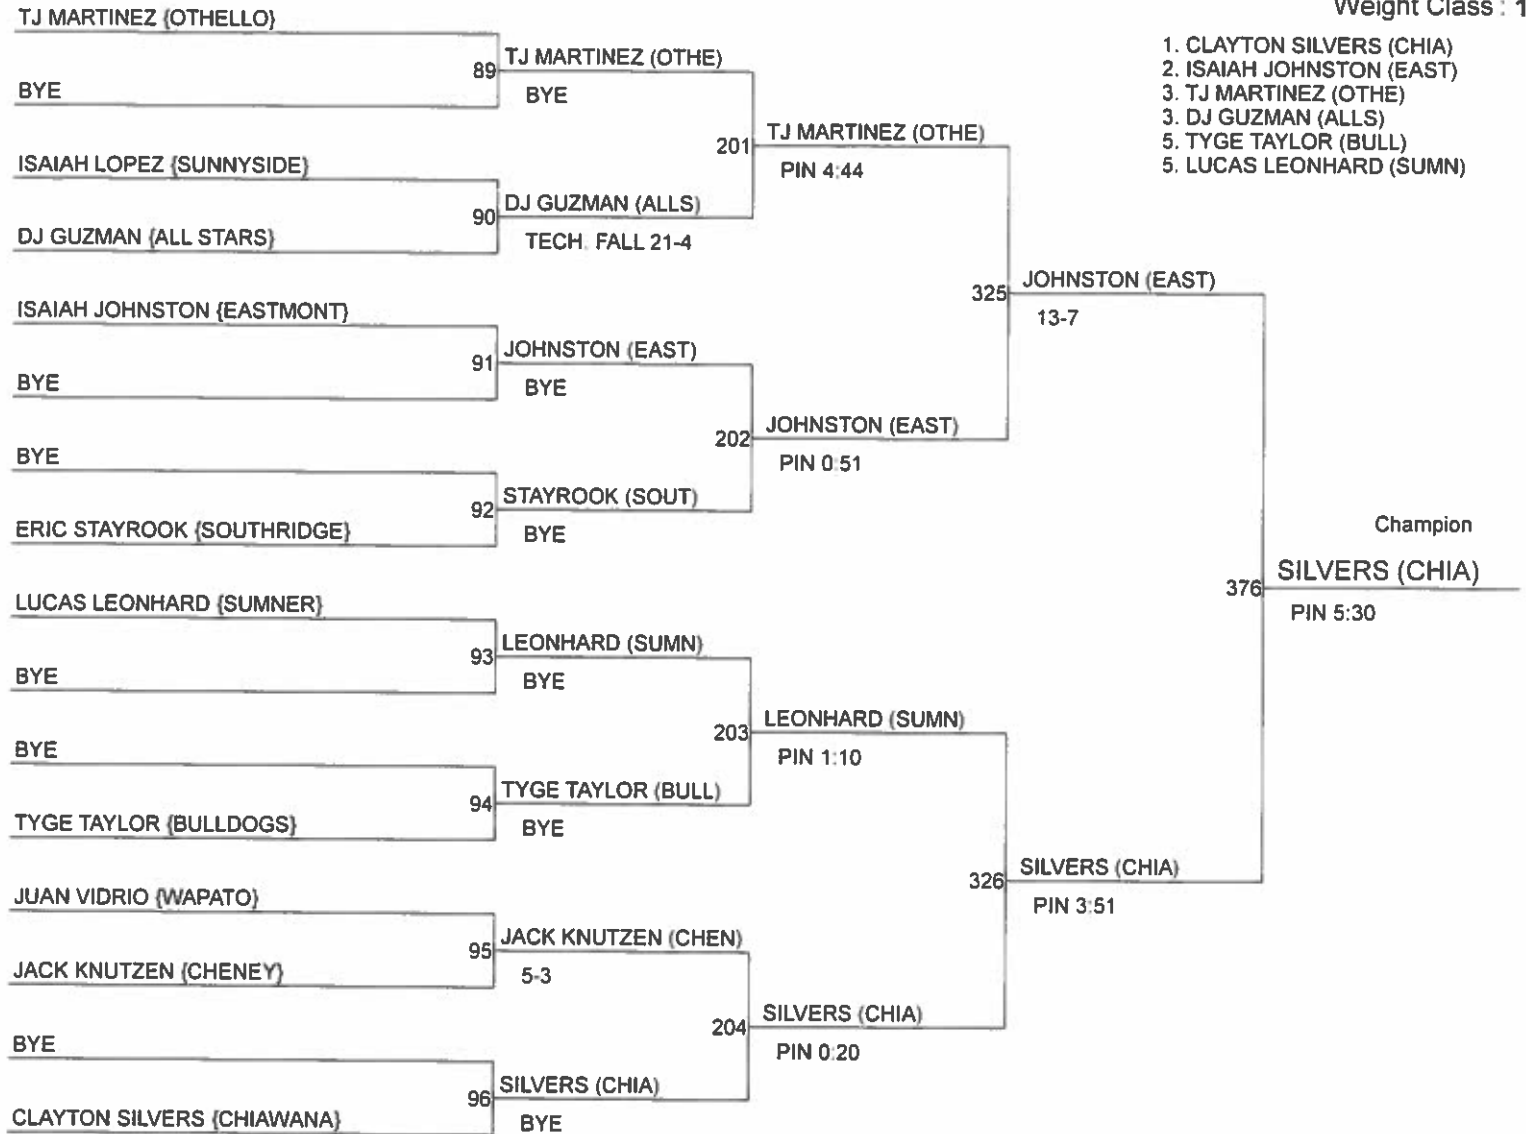 Weight Class : 1
1. CLAYTON SILVERS (CHIA)
2. ISAIAH JOHNSTON (EAST)
3. TJ MARTINEZ (OTHE)
3. DJ GUZMAN (ALLS)
5. TYGE TAYLOR (BULL)
5. LUCAS LEONHARD (SUMN)
TJ MARTINEZ {OTHELLO}
BYE
ISAIAH LOPEZ {SUNNYSIDE}
DJ GUZMAN {ALL STARS}
ISAIAH JOHNSTON {EASTMONT}
BYE
BYE
ERIC STAYROOK {SOUTHRIDGE}
LUCAS LEONHARD {SUMNER}
BYE
BYE
TYGE TAYLOR {BULLDOGS}
JUAN VIDRIO {WAPATO}
JACK KNUTZEN {CHENEY}
BYE
CLAYTON SILVERS {CHIAWANA}
89 TJ MARTINEZ (OTHE)
BYE
90 DJ GUZMAN (ALLS)
TECH. FALL 21-4
91 JOHNSTON (EAST)
BYE
92 STAYROOK (SOUT)
BYE
93 LEONHARD (SUMN)
BYE
94 TYGE TAYLOR (BULL)
BYE
95 JACK KNUTZEN (CHEN)
5-3
96 SILVERS (CHIA)
BYE
201 TJ MARTINEZ (OTHE)
PIN 4:44
202 JOHNSTON (EAST)
PIN 0:51
203 LEONHARD (SUMN)
PIN 1:10
204 SILVERS (CHIA)
PIN 0:20
325 JOHNSTON (EAST)
13-7
326 SILVERS (CHIA)
PIN 3:51
Champion
376 SILVERS (CHIA)
PIN 5:30